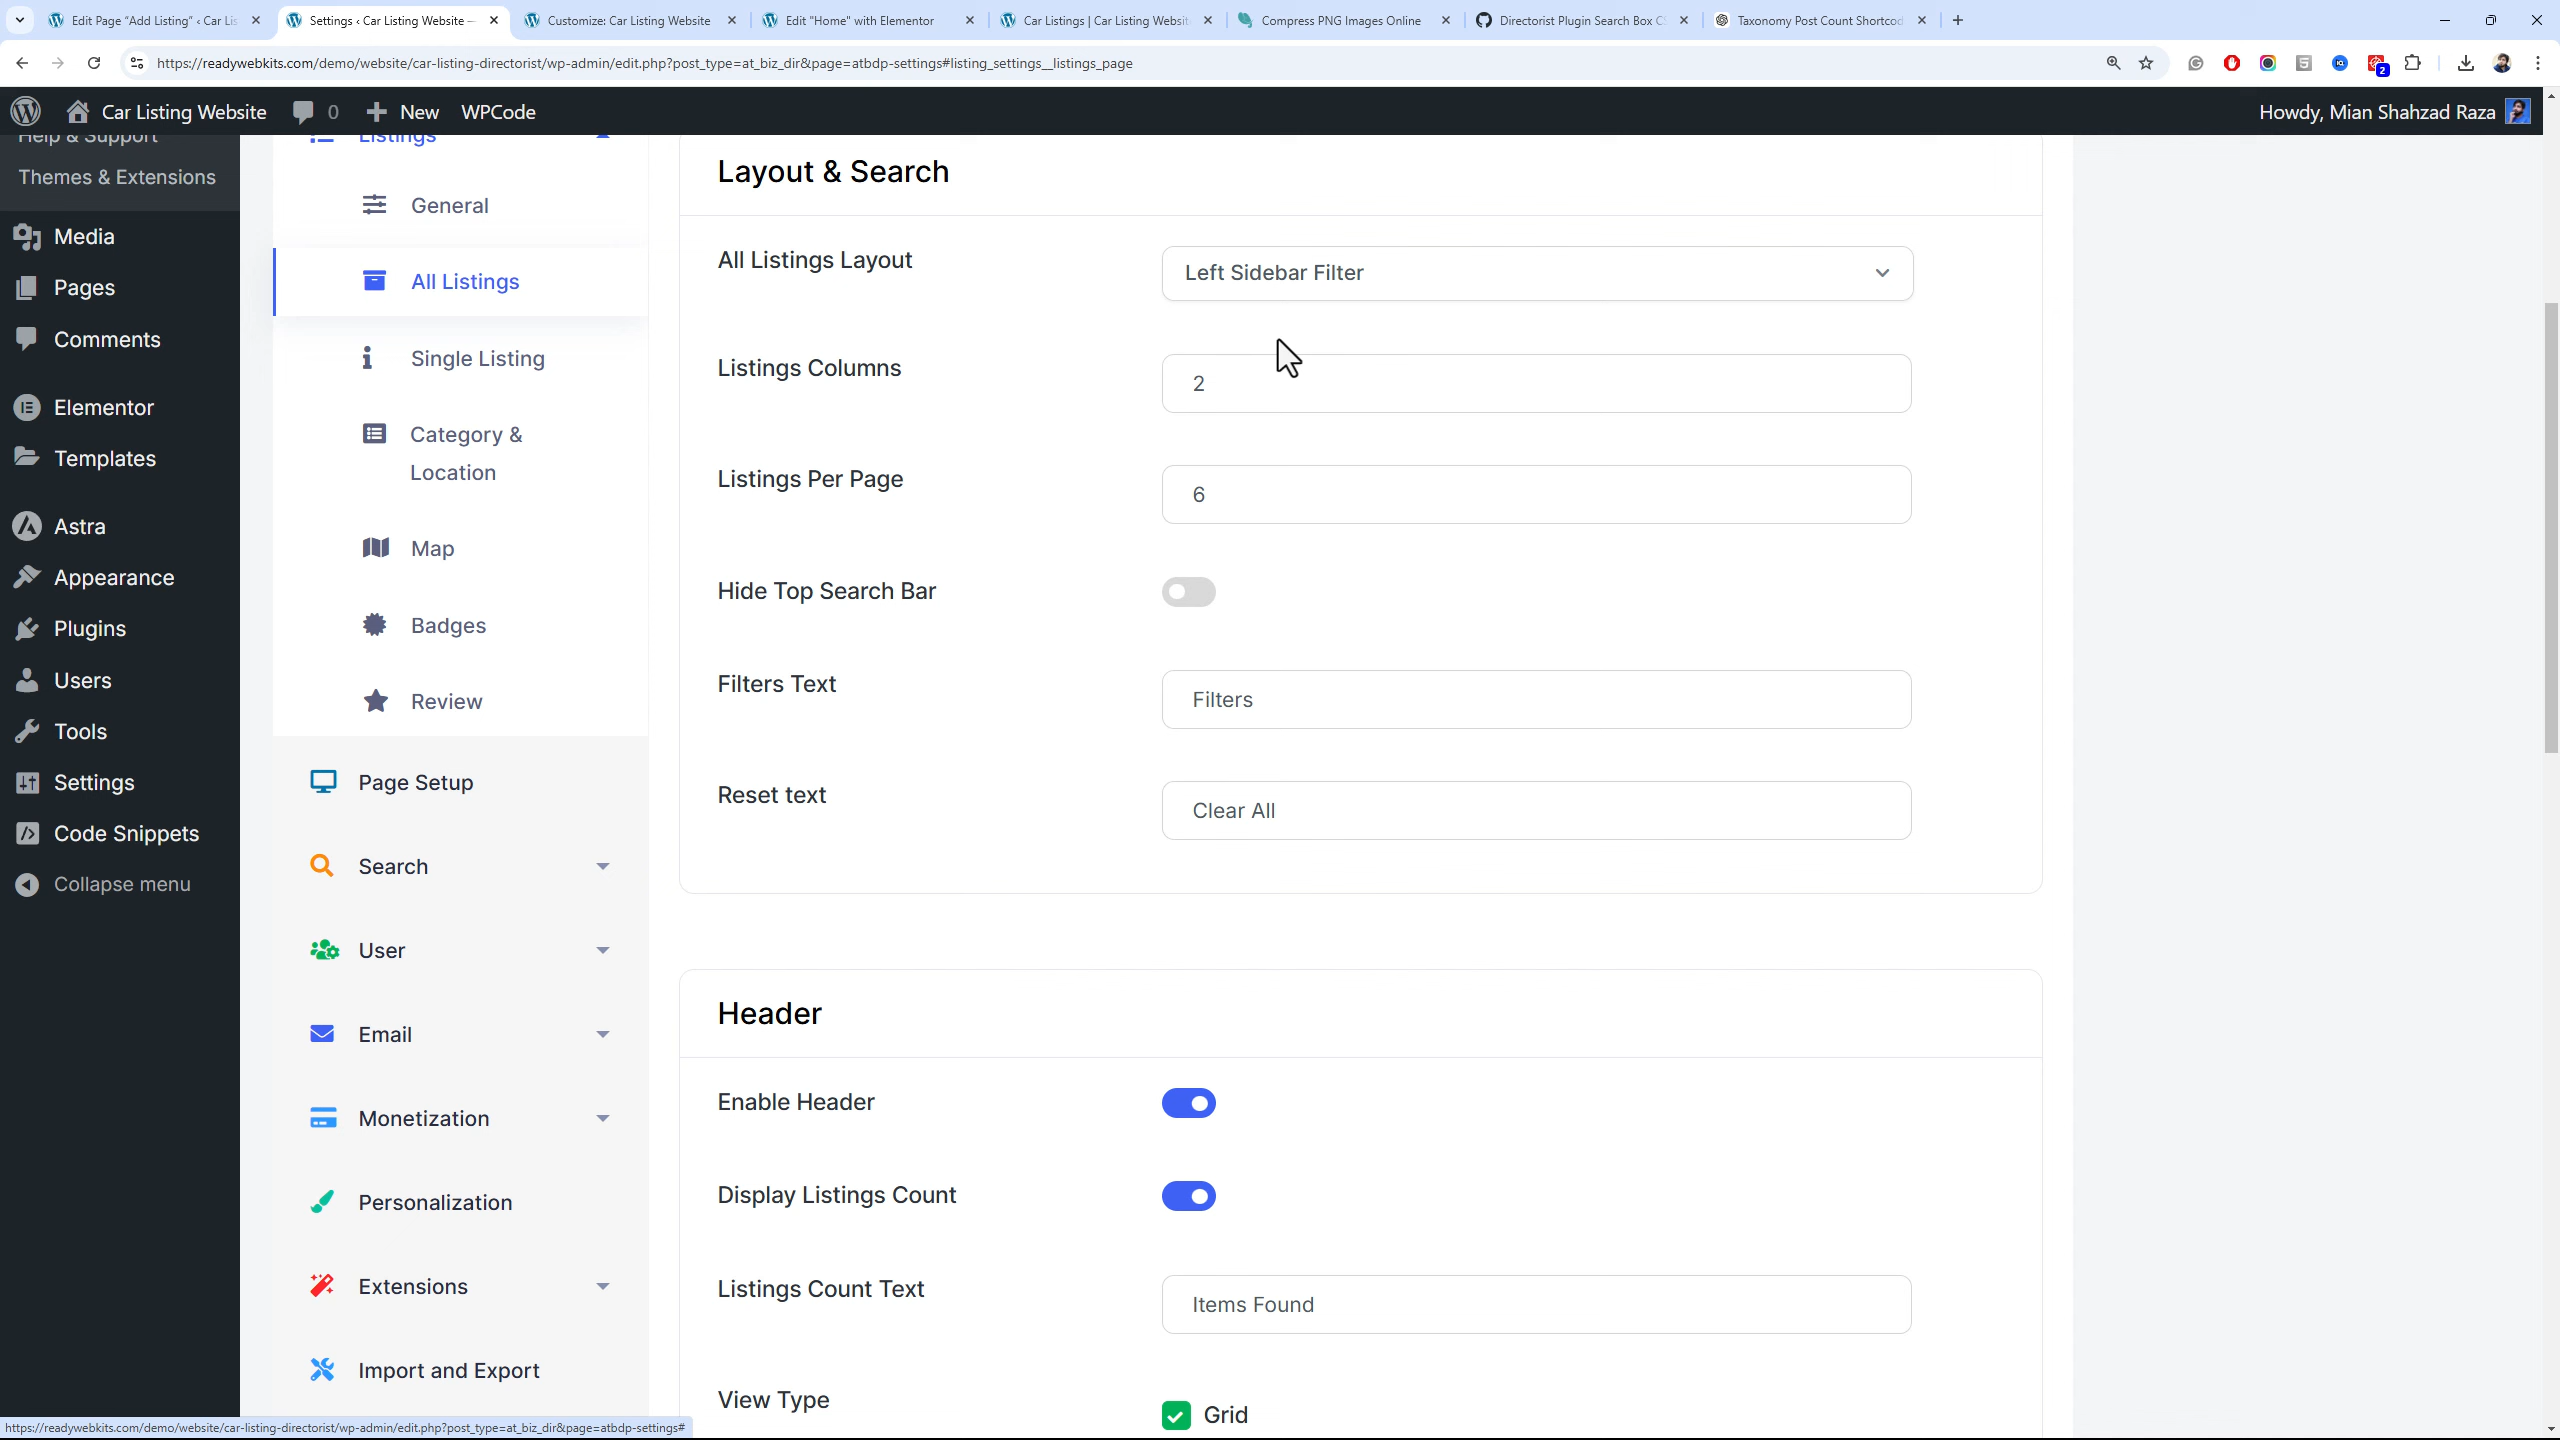 Edit Page "Add Listing" ‹ Car Lis
Settings ‹ Car Listing Website —
Customize: Car Listing Website
Edit "Home" with Elementor
Car Listings | Car Listing Websit
Compress PNG Images Online
Directorist Plugin Search Box C
Taxonomy Post Count Shortcod
https://readywebkits.com/demo/website/car-listing-directorist/wp-admin/edit.php?post_type=at_biz_dir&page=atbdp-settings#listing_settings__listings_page
2
Car Listing Website
0
New
WPCode
Howdy, Mian Shahzad Raza
Help & Support
Themes & Extensions
Media
Pages
Comments
Elementor
Templates
Astra
Appearance
Plugins
Users
Tools
Settings
Code Snippets
Collapse menu
Listings
General
All Listings
Single Listing
Category &
Location
Map
Badges
Review
Page Setup
Search
User
Email
Monetization
Personalization
Extensions
Import and Export
Layout & Search
All Listings Layout
Left Sidebar Filter
Listings Columns
2
Listings Per Page
6
Hide Top Search Bar
Filters Text
Filters
Reset text
Clear All
Header
Enable Header
Display Listings Count
Listings Count Text
Items Found
View Type
Grid
https://readywebkits.com/demo/website/car-listing-directorist/wp-admin/edit.php?post_type=at_biz_dir&page=atbdp-settings#